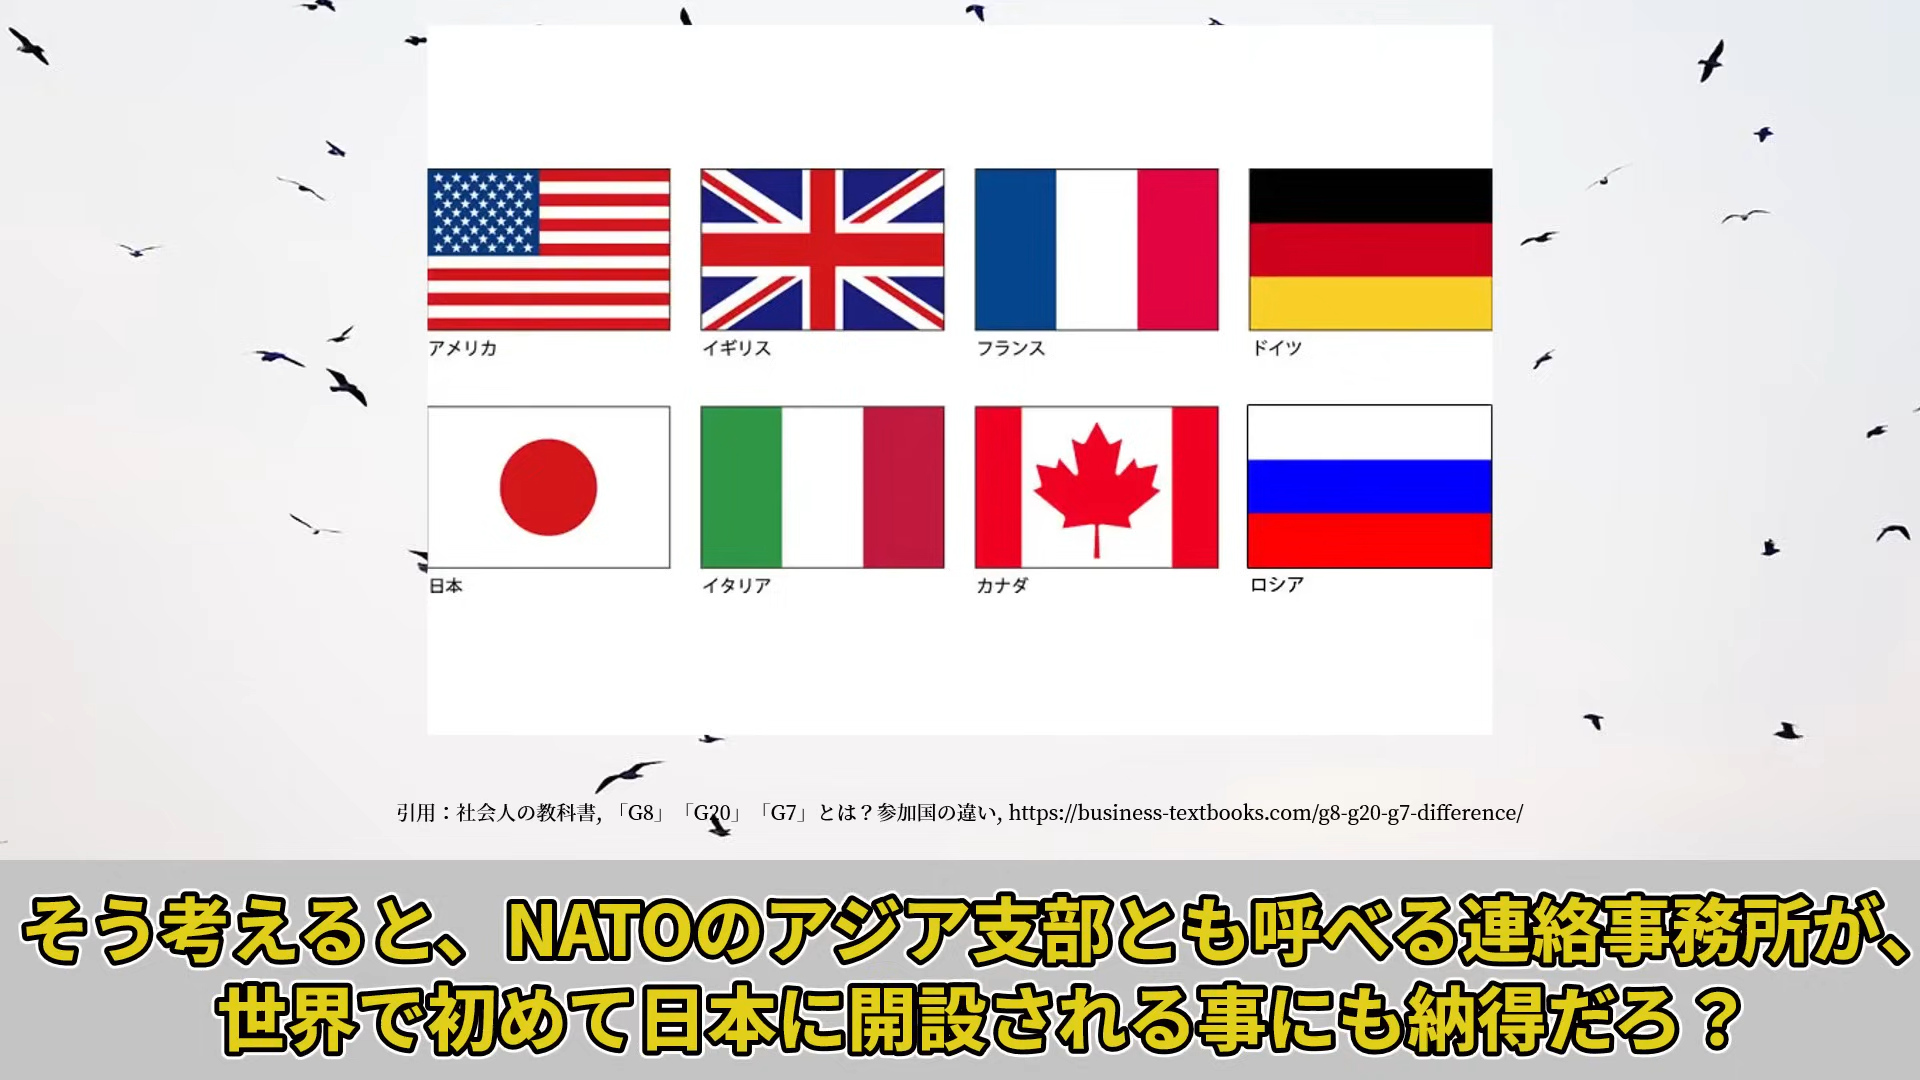 アメリカ
イギリス
フランス
ドイツ
日本
イタリア
カナダ
ロシア
引用：社会人の教科書, 「G8」「G20」「G7」とは？参加国の違い, https://business-textbooks.com/g8-g20-g7-difference/
そう考えると、NATOのアジア支部とも呼べる連絡事務所が、
世界で初めて日本に開設される事にも納得だろ？